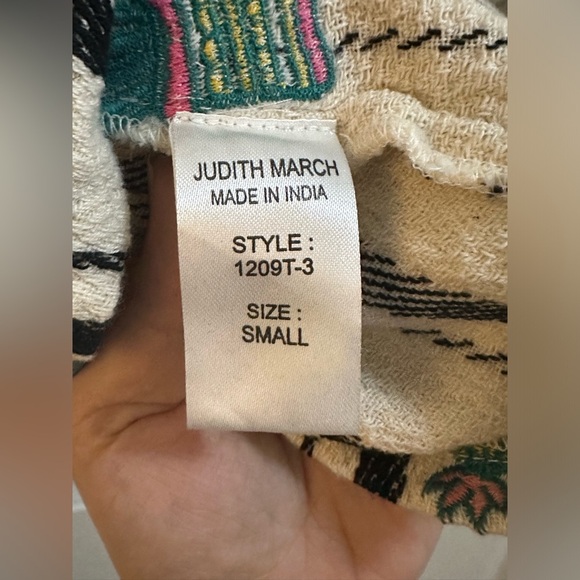 JUDITH MARCH
MADE IN INDIA
STYLE :
1209T-3
SIZE :
SMALL